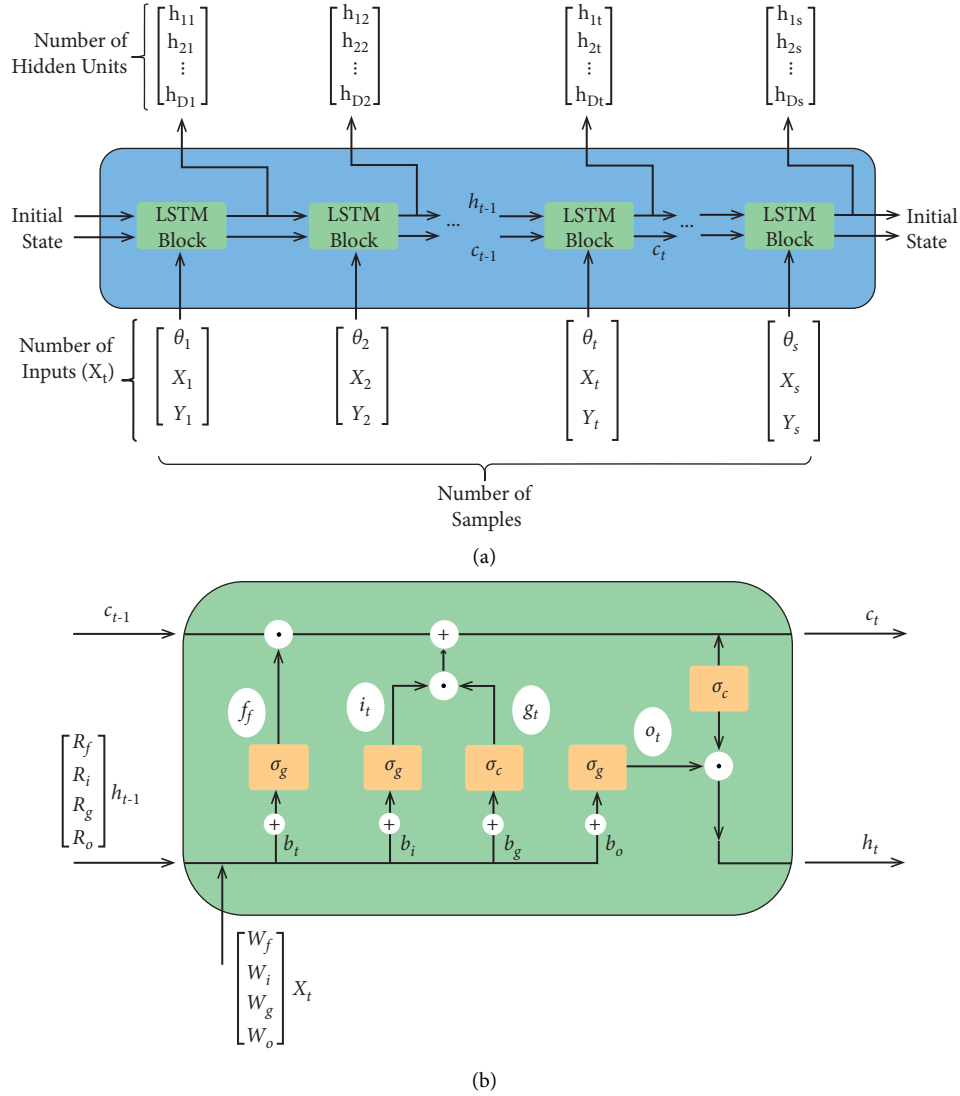 Number of
Hidden Units
h11
h21
...
hD1
h12
h22
...
hD2
h1t
h2t
...
hDt
h1s
h2s
...
hDs
Initial
State
LSTM
Block
LSTM
Block
...
ht-1
ct-1
LSTM
Block
ct
...
LSTM
Block
Initial
State
Number of
Inputs (Xt)
θ1
X1
Y1
θ2
X2
Y2
θt
Xt
Yt
θs
Xs
Ys
Number of
Samples
(a)
ct-1
·
+
ct
σc
ff
it
·
gt
ot
Rf
Ri
Rg
Ro
ht-1
σg
σg
σc
σg
·
+
+
+
+
bt
bi
bg
bo
ht
Wf
Wi
Wg
Wo
Xt
(b)